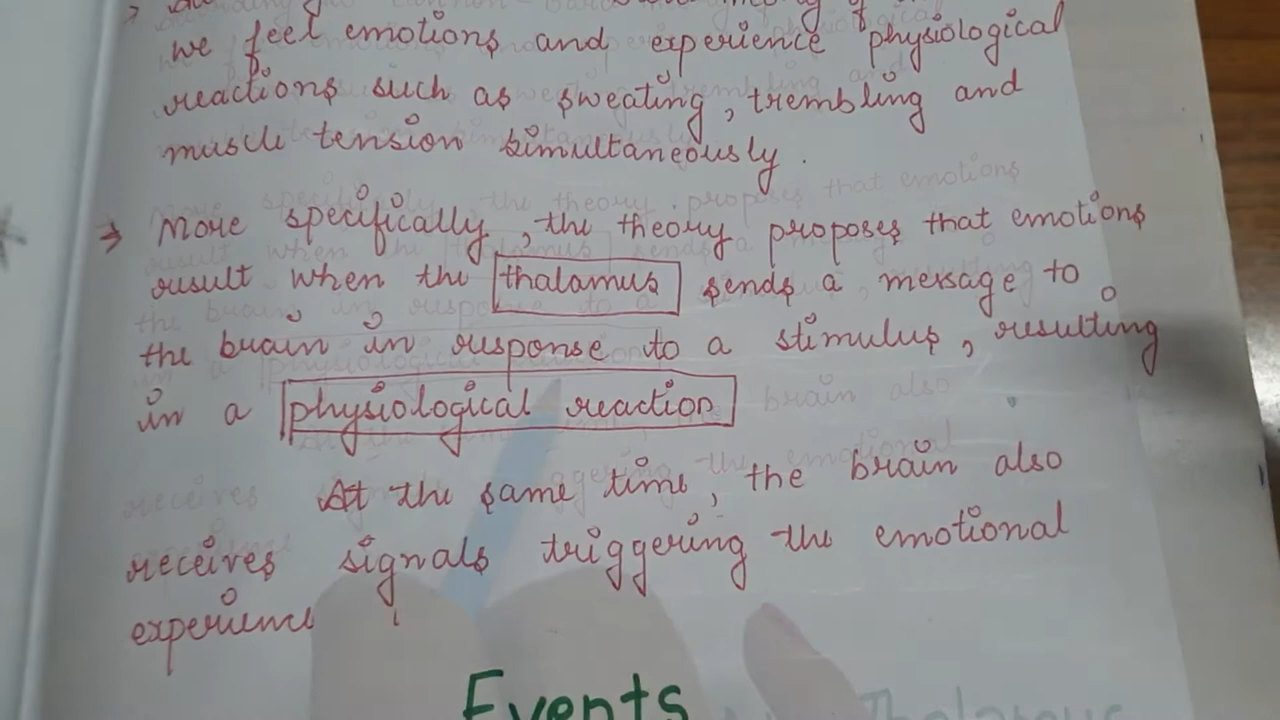 we feel emotions and experience physiological
reactions such as sweating, trembling and
muscle tension simultaneously.
→ More specifically, the theory proposes that emotions
result when the thalamus sends a message to
the brain in response to a stimulus, resulting
in a physiological reaction
At the same time, the brain also
receives signals triggering the emotional
experience
Events